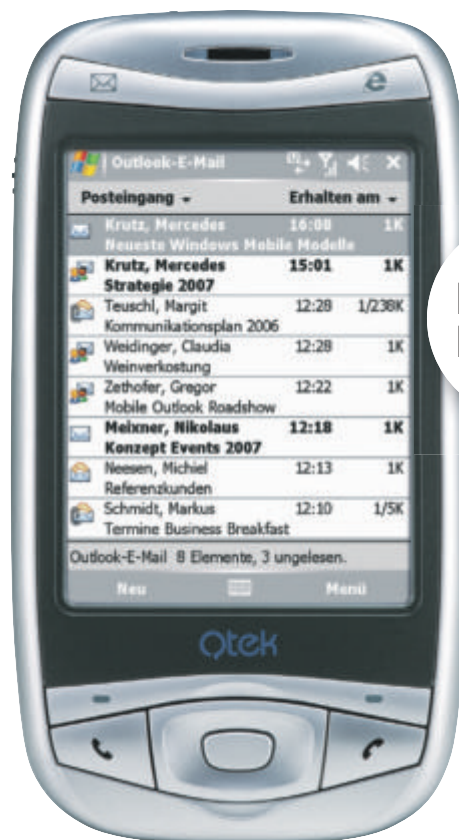 Outlook-E-Mail
Posteingang Erhalten am
Krutz, Mercedes 16:08 1K
Neueste Windows Mobile Modelle
Krutz, Mercedes 15:01 1K
Strategie 2007
Teuschl, Margit 12:28 1/238K
Kommunikationsplan 2006
Weidinger, Claudia 12:28 1K
Weinverkostung
Zethofer, Gregor 12:22 1K
Mobile Outlook Roadshow
Meixner, Nikolaus 12:18 1K
Konzept Events 2007
Neesen, Michiel 12:13 1K
Referenzkunden
Schmidt, Markus 12:10 1/5K
Termine Business Breakfast
Outlook-E-Mail 8 Elemente, 3 ungelesen.
Neu Menü
Qtek